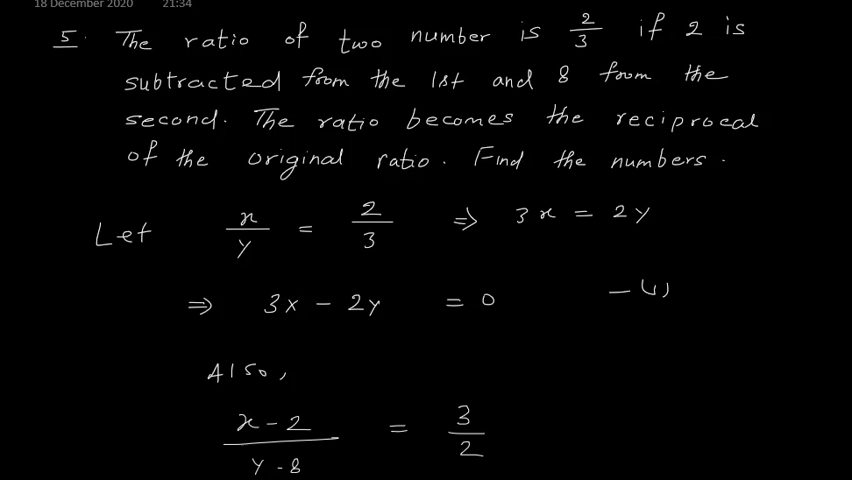 18 December 2020 21:34
5. The ratio of two number is 2/3 if 2 is
subtracted from the 1st and 8 from the
second. The ratio becomes the reciprocal
of the original ratio. Find the numbers.
Let x/y = 2/3 ⇒ 3x = 2y
⇒ 3x - 2y = 0 — (1)
Also,
x-2/y-8 = 3/2